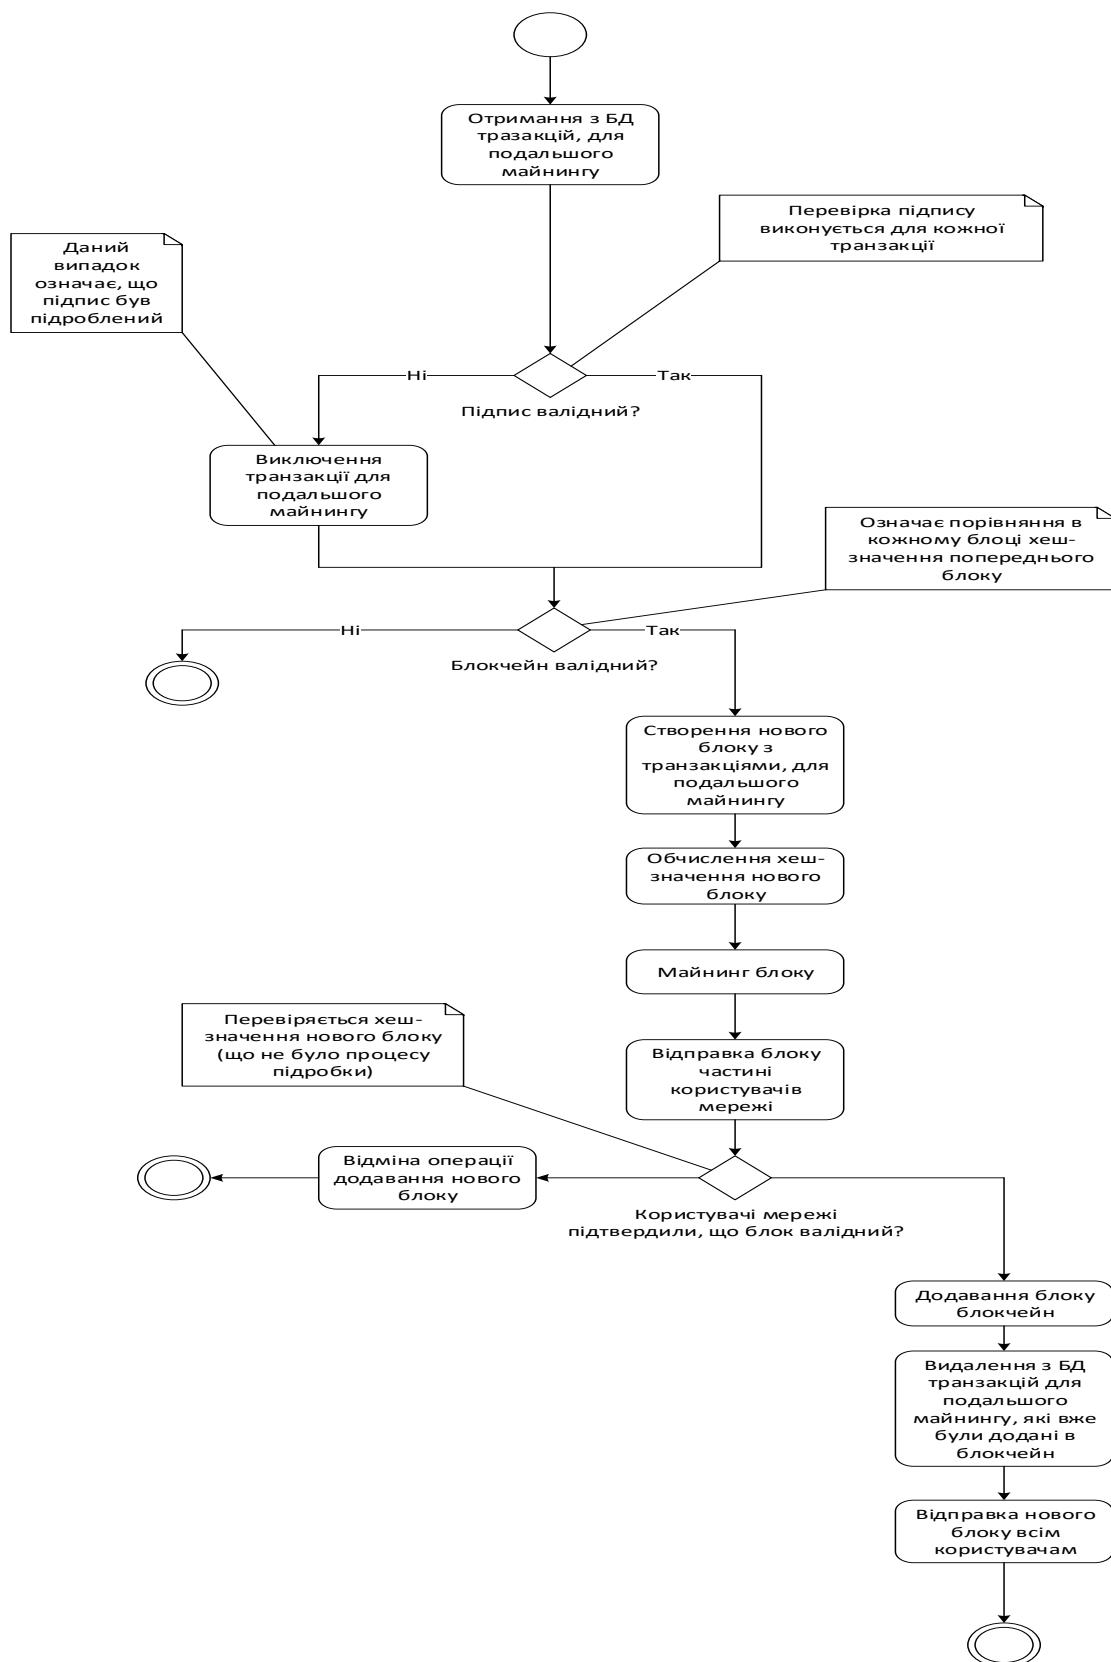 Отримання з БД
тразакцій, для
подальшого
майнингу
Перевірка підпису
виконується для кожної
транзакції
Даний
випадок
означає, що
підпис був
підроблений
Ні
Так
Підпис валідний?
Виключення
транзакції для
подальшого
майнингу
Означає порівняння в
кожному блоці хеш-
значення попереднього
блоку
Ні
Так
Блокчейн валідний?
Створення нового
блоку з
транзакціями, для
подальшого
майнингу
Обчислення хеш-
значення нового
блоку
Майнинг блоку
Перевіряється хеш-
значення нового блоку
(що не було процесу
підробки)
Відправка блоку
частині
користувачів
мережі
Відміна операції
додавання нового
блоку
Користувачі мережі
підтвердили, що блок валідний?
Додавання блоку
блокчейн
Видалення з БД
транзакцій для
подальшого
майнингу, які вже
були додані в
блокчейн
Відправка нового
блоку всім
користувачам